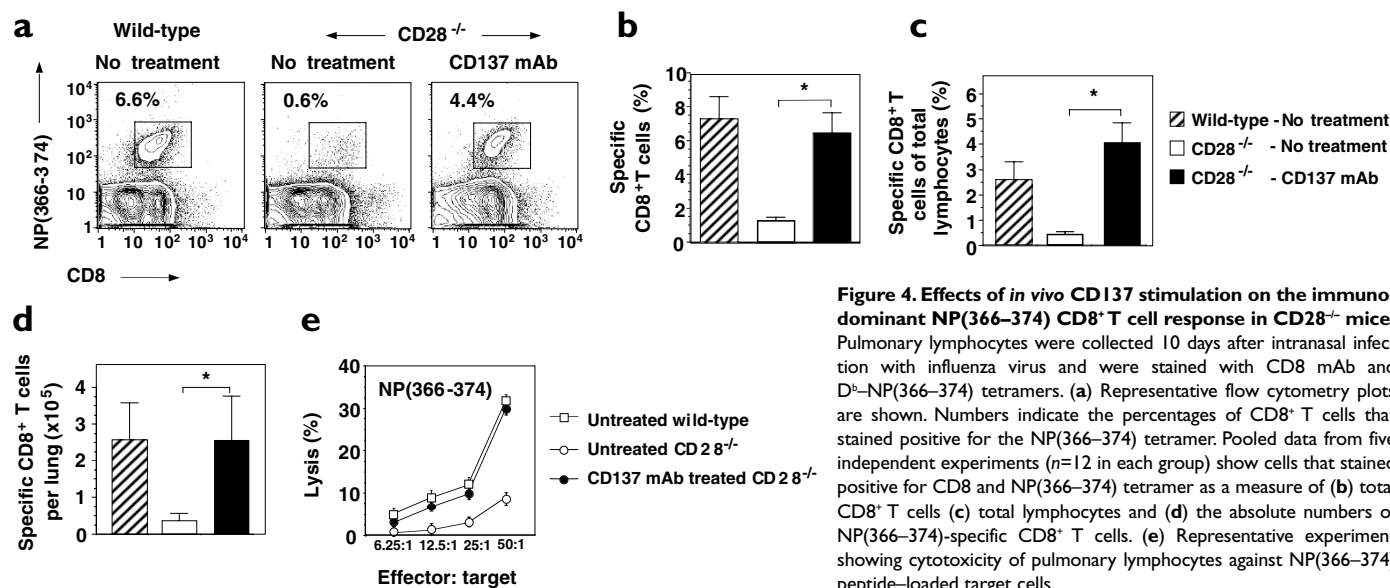 a
Wild-type
CD28-/-
No treatment
No treatment
CD137 mAb
NP(366-374)
10⁴
10³
10²
10
1
6.6%
0.6%
4.4%
1 10 10² 10³ 10⁴
1 10 10² 10³ 10⁴
1 10 10² 10³ 10⁴
CD8
b
Specific
CD8⁺T cells (%)
10
8
6
4
2
0
*
c
Specific CD8⁺ T
cells of total
lymphocytes (%)
6
5
4
3
2
1
0
*
Wild-type - No treatment
CD28-/- - No treatment
CD28-/- - CD137 mAb
d
Specific CD8⁺ T cells
per lung (x10⁵)
4
3
2
1
0
*
e
Lysis (%)
40
30
20
10
0
NP(366-374)
6.25:1 12.5:1 25:1 50:1
Effector: target
Untreated wild-type
Untreated CD28-/-
CD137 mAb treated CD28-/-
Figure 4. Effects of in vivo CD137 stimulation on the immuno-
dominant NP(366–374) CD8⁺ T cell response in CD28–/– mice
Pulmonary lymphocytes were collected 10 days after intranasal infec-
tion with influenza virus and were stained with CD8 mAb and
Dᵇ–NP(366–374) tetramers. (a) Representative flow cytometry plots
are shown. Numbers indicate the percentages of CD8⁺ T cells that
stained positive for the NP(366–374) tetramer. Pooled data from five
independent experiments (n=12 in each group) show cells that stained
positive for CD8 and NP(366–374) tetramer as a measure of (b) total
CD8⁺ T cells (c) total lymphocytes and (d) the absolute numbers o
NP(366–374)-specific CD8⁺ T cells. (e) Representative experiment
showing cytotoxicity of pulmonary lymphocytes against NP(366–374)
peptide–loaded target cells.